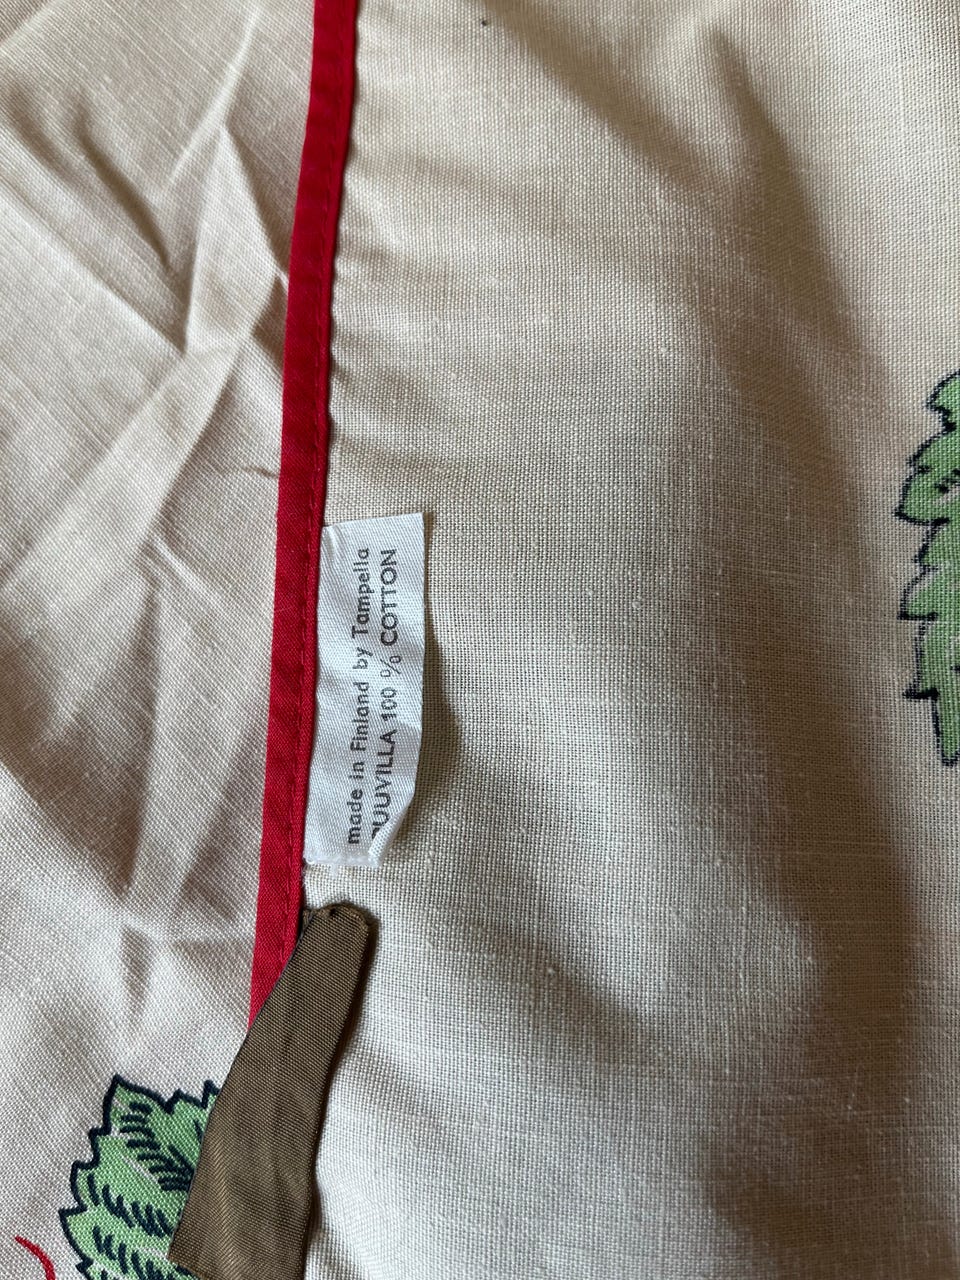 made in Finland by Tampella
PUUVILLA 100 % COTTON